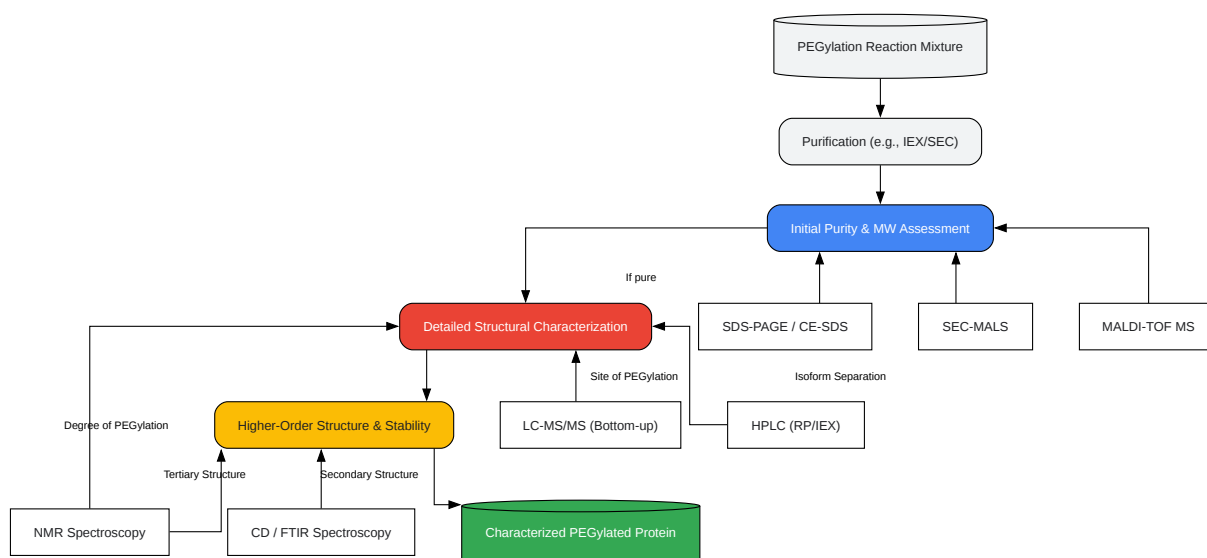 PEGylation Reaction Mixture
Purification (e.g., IEX/SEC)
Initial Purity & MW Assessment
If pure
Detailed Structural Characterization
SDS-PAGE / CE-SDS
SEC-MALS
MALDI-TOF MS
Site of PEGylation
Isoform Separation
Degree of PEGylation
Higher-Order Structure & Stability
LC-MS/MS (Bottom-up)
HPLC (RP/IEX)
Tertiary Structure
Secondary Structure
NMR Spectroscopy
CD / FTIR Spectroscopy
Characterized PEGylated Protein